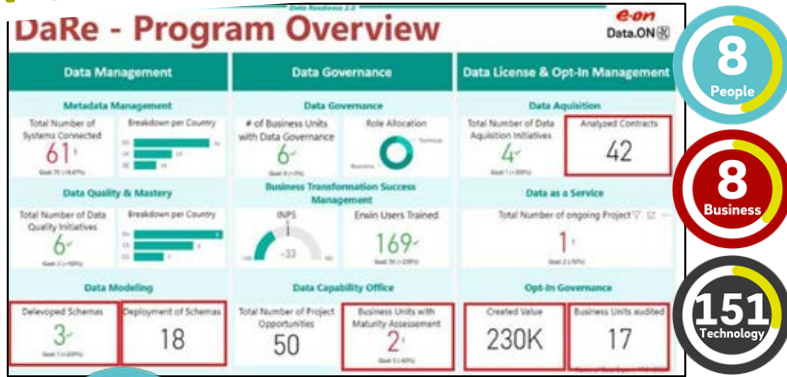 Data Readiness 2.0
DaRe - Program Overview
e·on
Data.ON
Data Management
Data Governance
Data License & Opt-In Management
Metadata Management
Data Governance
Data Aquisition
Total Number of
Systems Connected
61
Breakdown per Country
# of Business Units
with Data Governance
6
Role Allocation
Technical
Business
Total Number of Data
Aquisition Initiatives
4
Analyzed Contracts
42
Data Quality & Mastery
Business Transformation Success
Management
Data as a Service
Total Number of Data
Quality Initiatives
6
Breakdown per Country
INPS
-33
Erwin Users Trained
169
Total Number of ongoing Project
1
Data Modeling
Data Capability Office
Opt-In Governance
Delevoped Schemas
3
Deployment of Schemas
18
Total Number of Project
Opportunities
50
Business Units with
Maturity Assessement
2
Created Value
230K
Business Units audited
17
8
People
8
Business
151
Technology